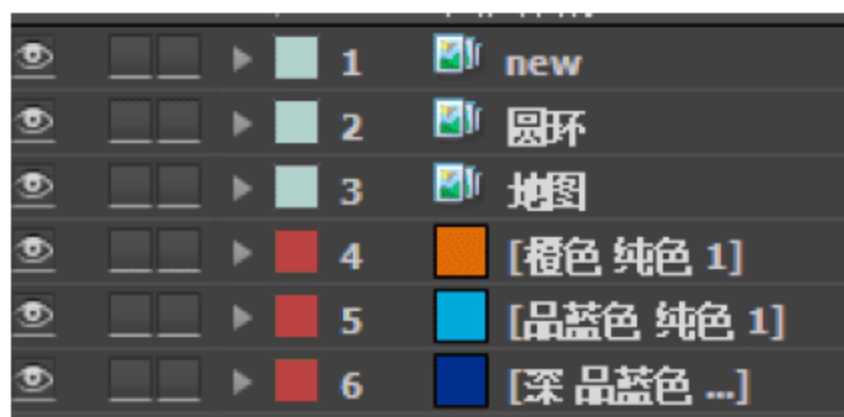 1 new
2 圆环
3 地图
4 [橙色 纯色 1]
5 [品蓝色 纯色 1]
6 [深 品蓝色 ...]